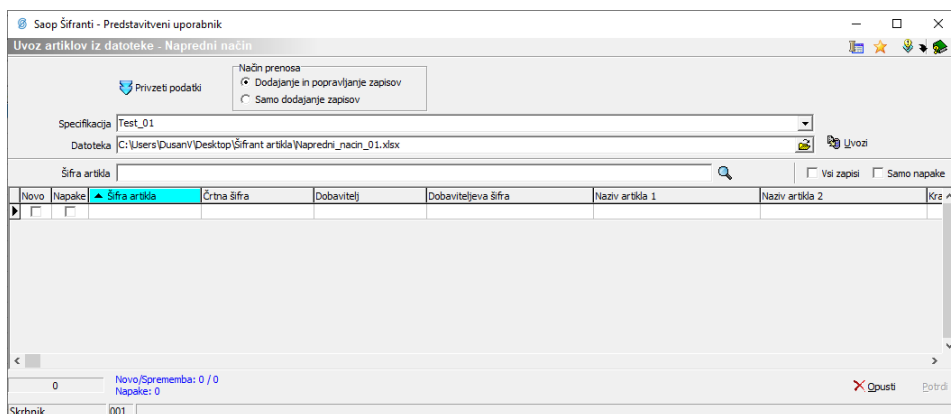 Saop Šifranti - Predstavitveni uporabnik
Uvoz artiklov iz datoteke - Napredni način
Način prenosa
Privzeti podatki
Dodajanje in popravljanje zapisov
Samo dodajanje zapisov
Specifikacija Test_01
Datoteka C:\Users\DusanV\Desktop\Šifrant artikla\Napredni_nacin_01.xlsx Uvozi
Šifra artikla Vsi zapisi Samo napake
Novo Napake Šifra artikla Črtna šifra Dobavitelj Dobaviteljeva šifra Naziv artikla 1 Naziv artikla 2 Kra
0 Novo/Sprememba: 0 / 0
Napake: 0
Opusti Potrdi
Skrbnik 001